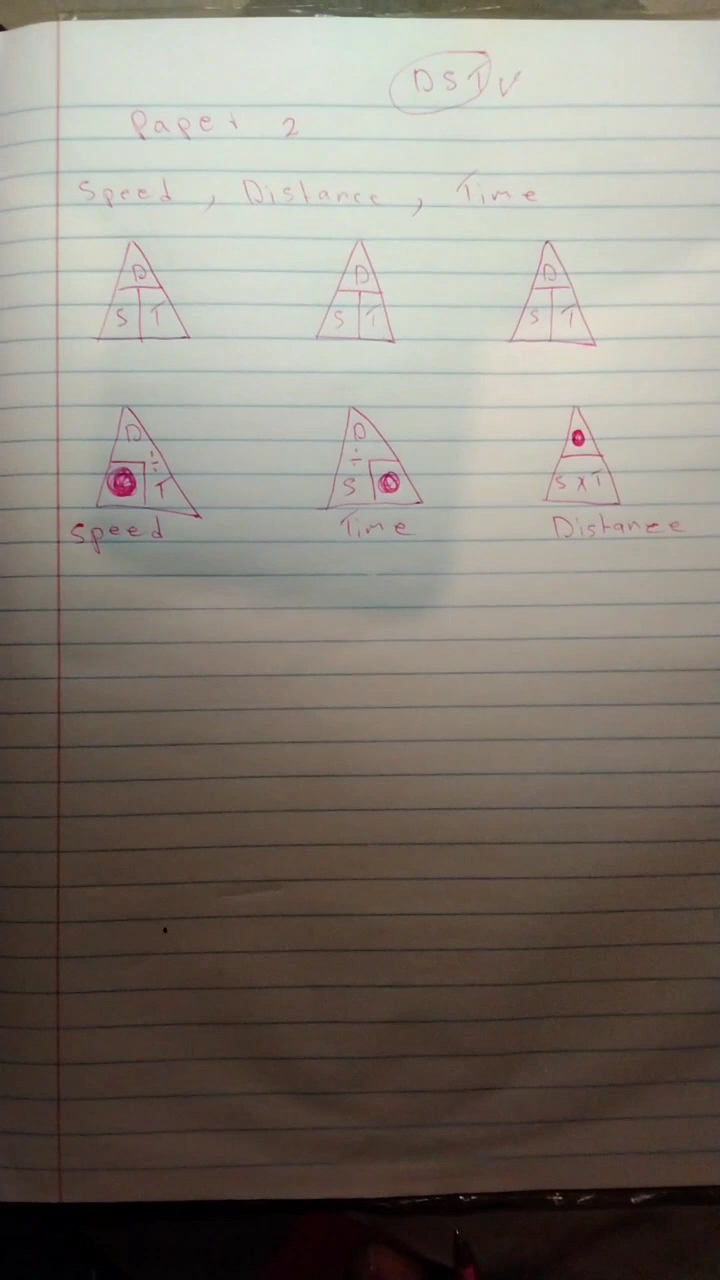 DSTV
Paper 2
Speed, Distance, Time
D D D
S T S T S T
D D
÷ ÷
T S S x T
Speed Time Distance